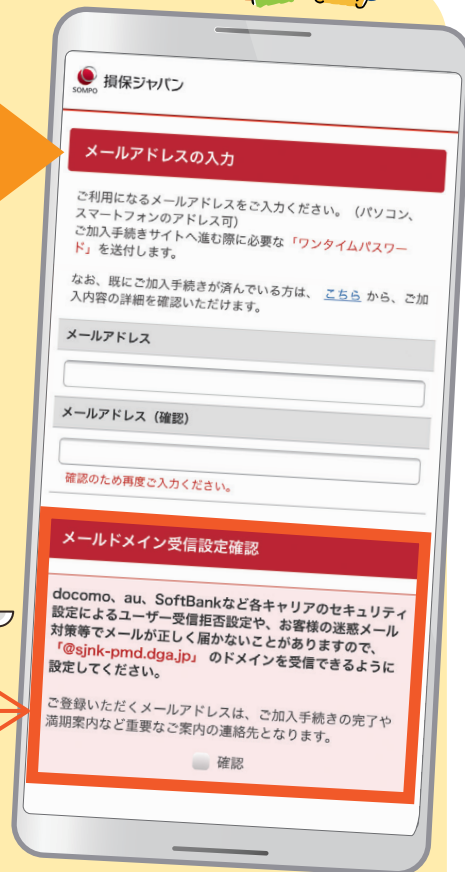 SOMPO 損保ジャパン
メールアドレスの入力
ご利用になるメールアドレスをご入力ください。（パソコン、
スマートフォンのアドレス可）
ご加入手続きサイトへ進む際に必要な「ワンタイムパスワー
ド」を送付します。
なお、既にご加入手続きが済んでいる方は、 こちら から、ご加
入内容の詳細を確認いただけます。
メールアドレス
メールアドレス（確認）
確認のため再度ご入力ください。
メールドメイン受信設定確認
docomo、au、SoftBankなど各キャリアのセキュリティ
設定によるユーザー受信拒否設定や、お客様の迷惑メール
対策等でメールが正しく届かないことがありますので、
「@sjnk-pmd.dga.jp」 のドメインを受信できるように
設定してください。
ご登録いただくメールアドレスは、ご加入手続きの完了や
満期案内など重要なご案内の連絡先となります。
確認